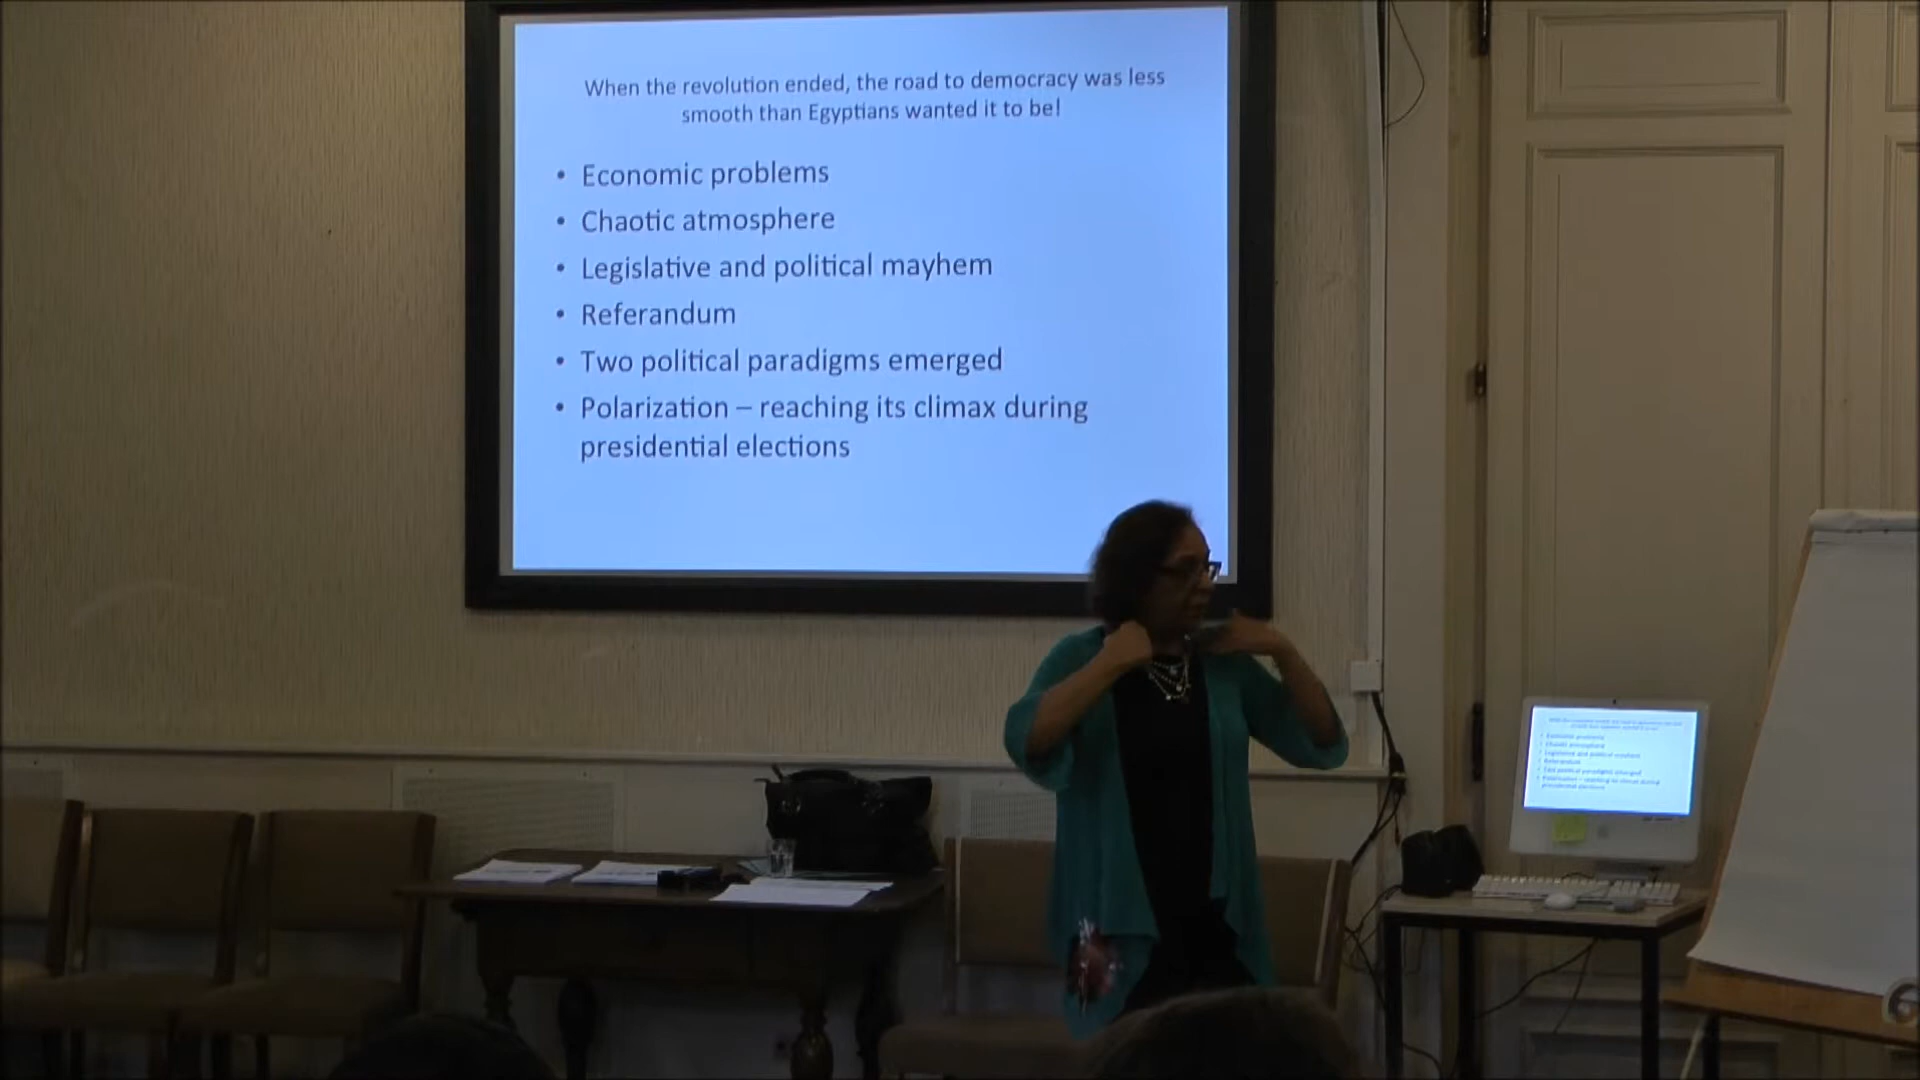 When the revolution ended, the road to democracy was less
smooth than Egyptians wanted it to be!
• Economic problems
• Chaotic atmosphere
• Legislative and political mayhem
• Referandum
• Two political paradigms emerged
• Polarization – reaching its climax during
presidential elections